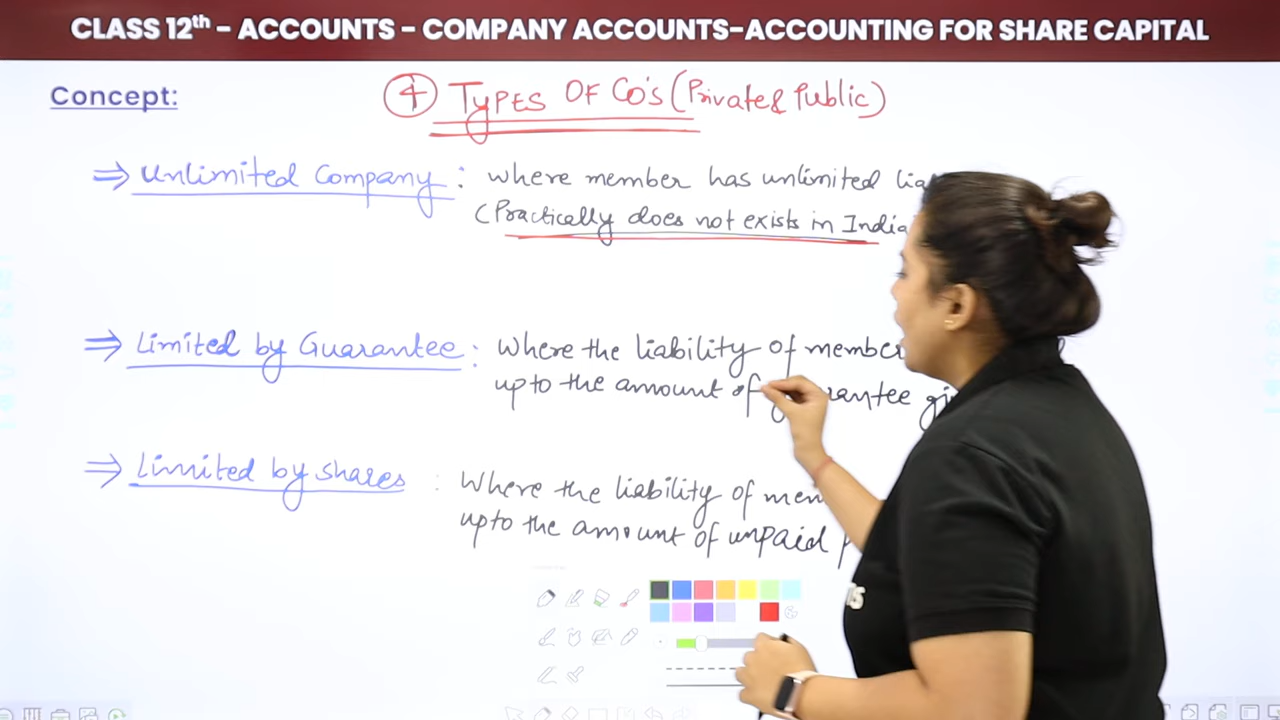 CLASS 12th – ACCOUNTS – COMPANY ACCOUNTS-ACCOUNTING FOR SHARE CAPITAL
Concept:
④ TYPES OF CO'S (Private & Public)
⇒ Unlimited Company : where member has unlimited
(Practically does not exists in India
⇒ Limited by Guarantee : Where the liability of member
upto the amount of
⇒ Limited by shares : Where the liability of
upto the amount of unpaid